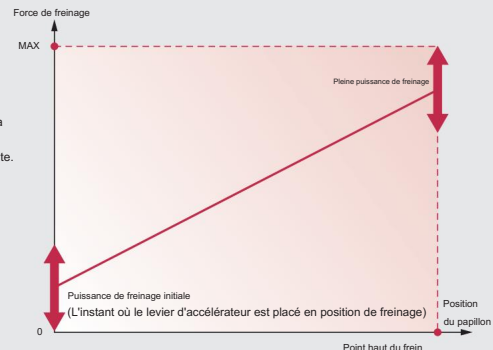 Force de freinage
MAX
Pleine puissance de freinage
a
te.
Puissance de freinage initiale
(L'instant où le levier d'accélérateur est placé en position de freinage)
Position
du papillon
0
Point haut du frein